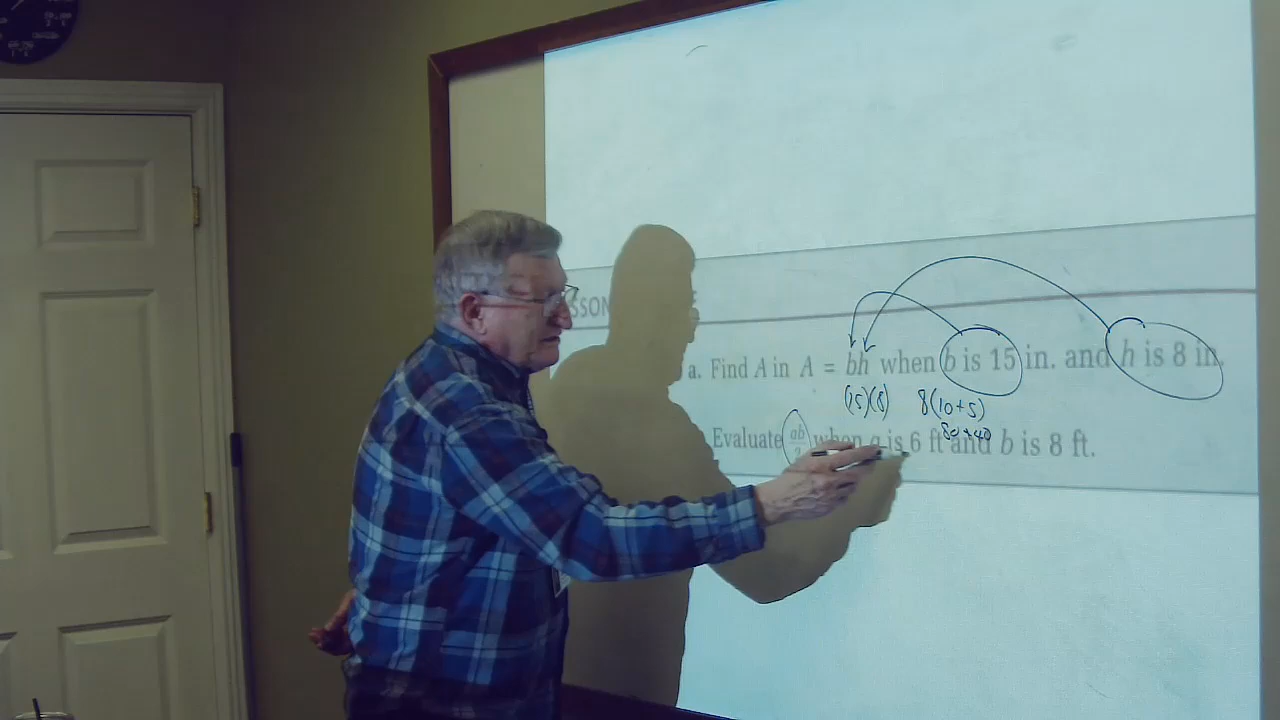 SSON
a. Find A in A = bh when b is 15 in. and h is 8 in.
(15)(8) 8(10+5)
80+40
Evaluate ab when a is 6 ft and b is 8 ft.